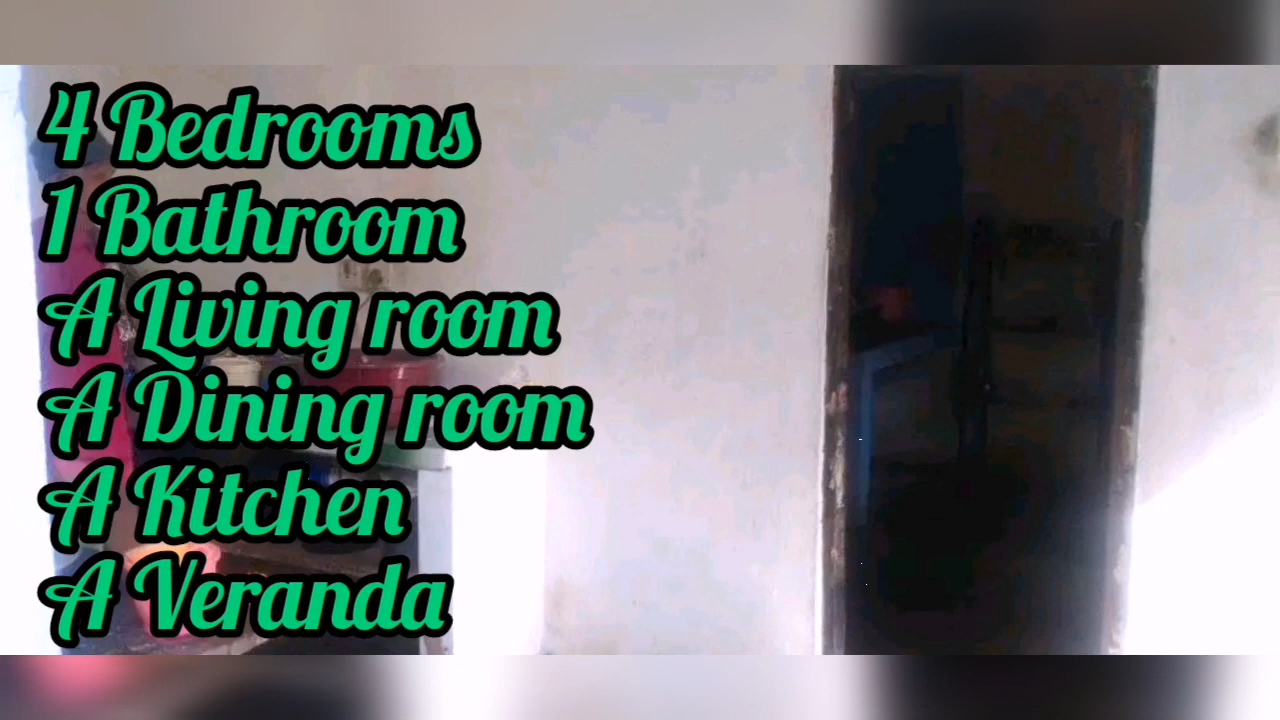 4 Bedrooms
1 Bathroom
A Living room
A Dining room
A Kitchen
A Veranda